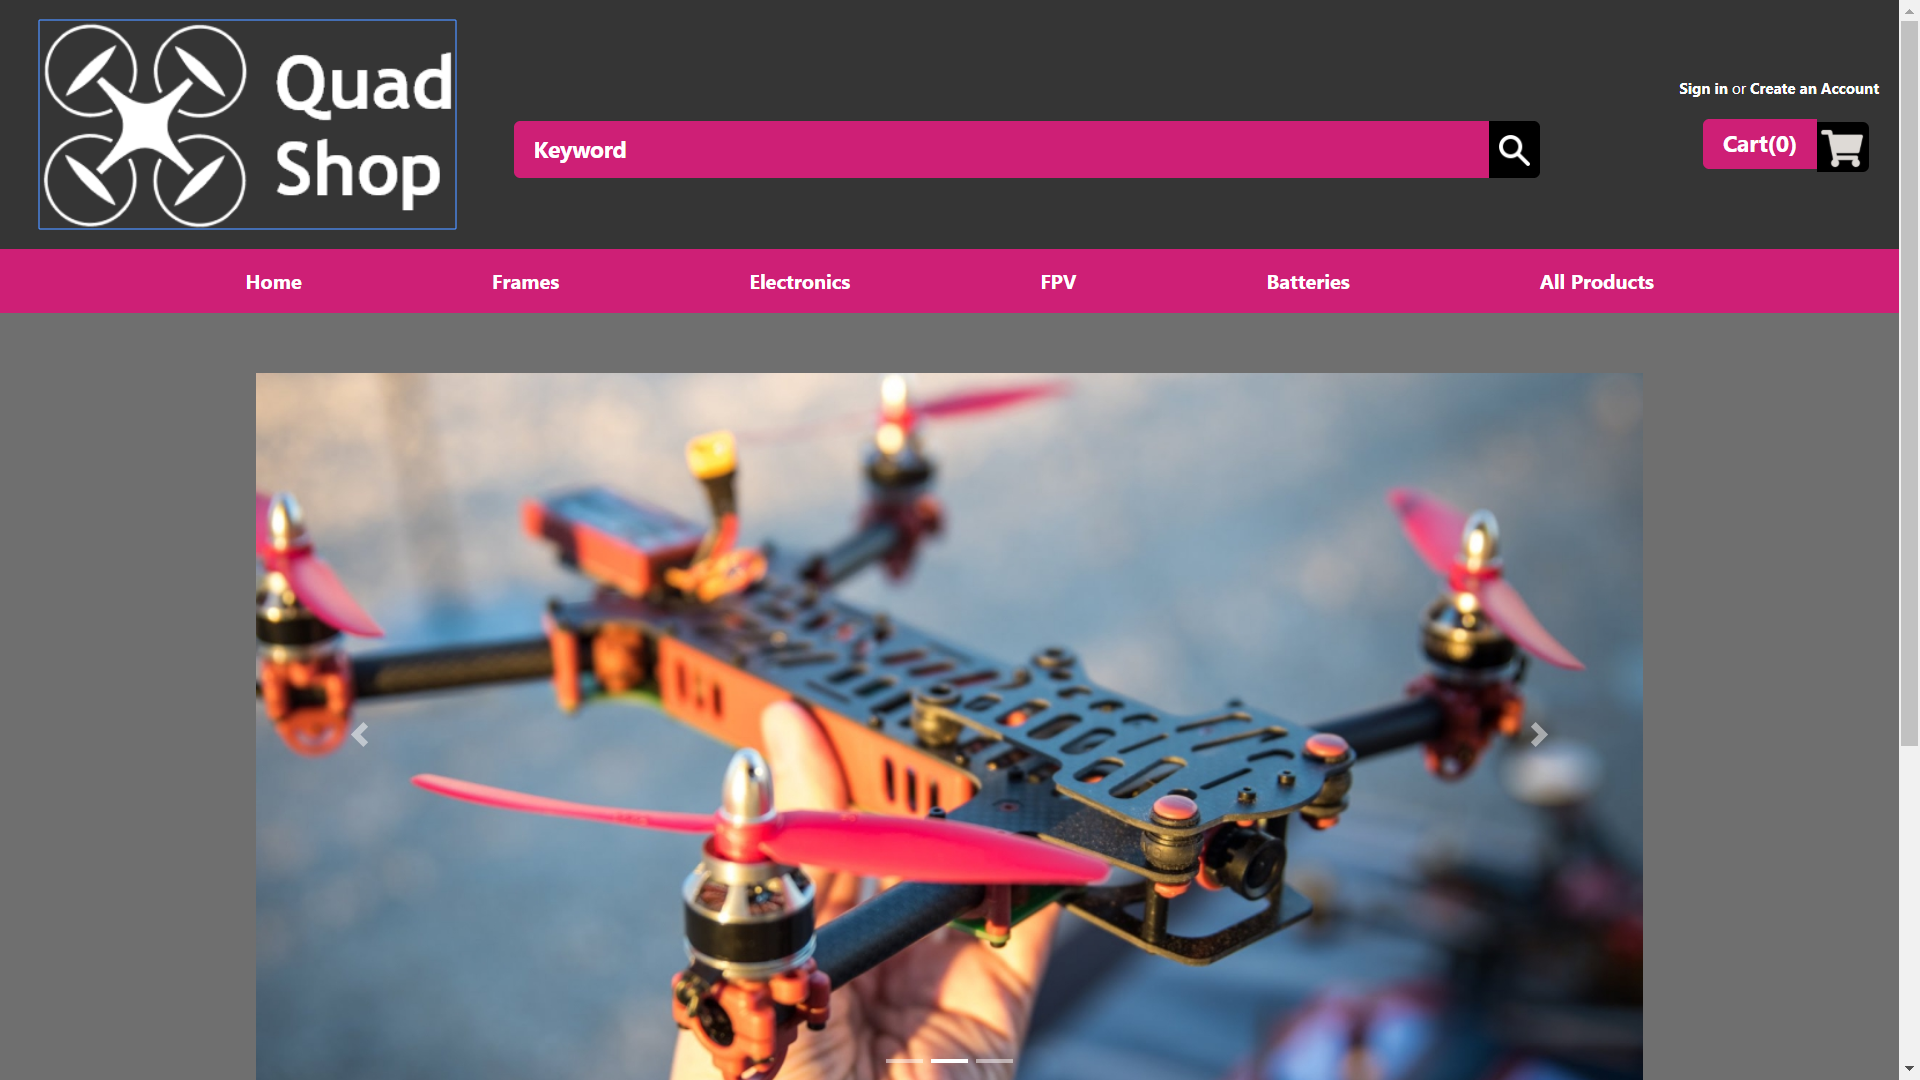 Quad
Shop
Sign in or Create an Account
Keyword
Cart(0)
Home
Frames
Electronics
FPV
Batteries
All Products